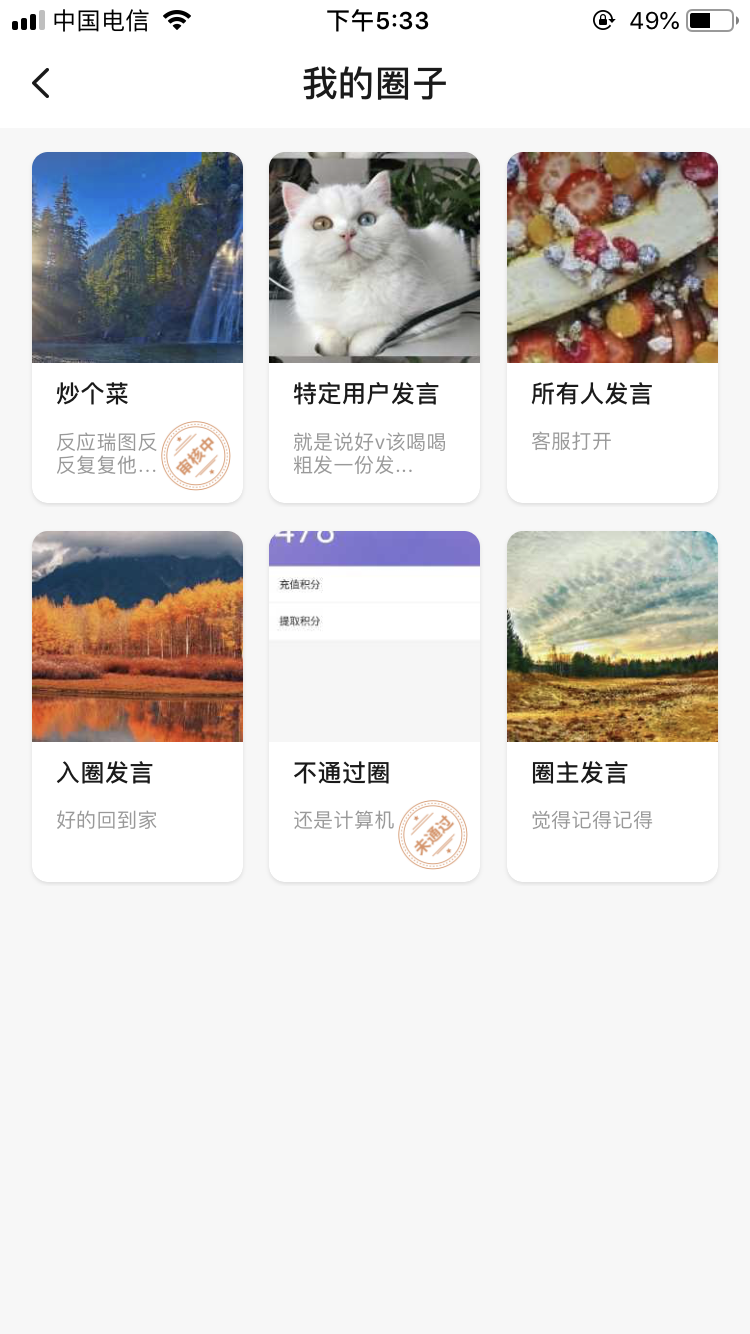 中国电信
下午5:33
49%
我的圈子
炒个菜
反应瑞图反
反复复他...
审核中
特定用户发言
就是说好v该喝喝
粗发一份发...
所有人发言
客服打开
入圈发言
好的回到家
充值积分
提取积分
不通过圈
还是计算机
未通过
圈主发言
觉得记得记得